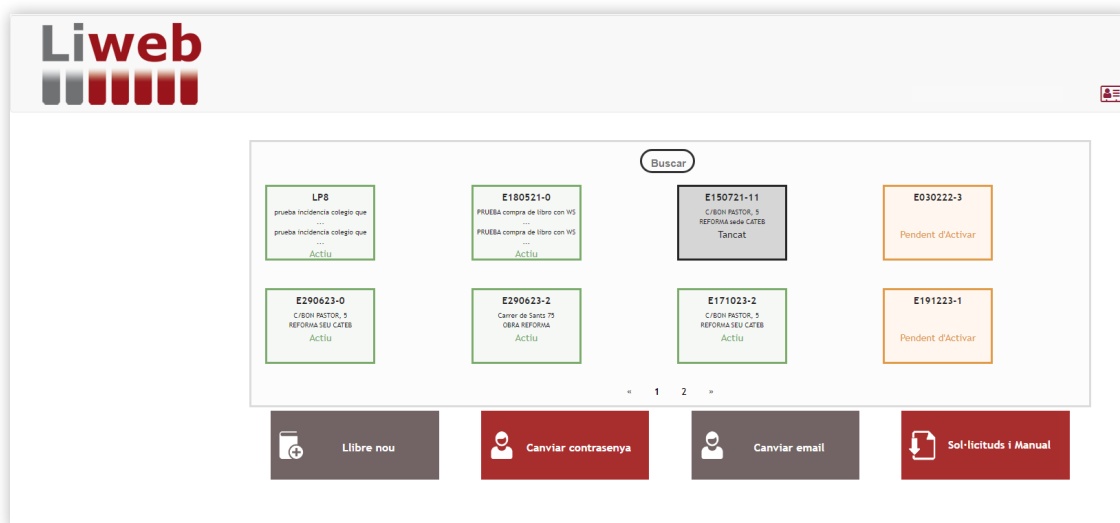 Liweb
Buscar
LP8
prueba incidencia colegio que
...
prueba incidencia colegio que
...
Actiu
E180521-0
PRUEBA compra de libro con WS
...
PRUEBA compra de libro con WS
...
Actiu
E150721-11
C/BON PASTOR, 5
REFORMA sede CATEB
Tancat
E030222-3
Pendent d'Activar
E290623-0
C/BON PASTOR, 5
REFORMA SEU CATEB
Actiu
E290623-2
Carrer de Sants 75
OBRA REFORMA
Actiu
E171023-2
C/BON PASTOR, 5
REFORMA SEU CATEB
Actiu
E191223-1
Pendent d'Activar
« 1 2 »
Llibre nou
Canviar contrasenya
Canviar email
Sol·licituds i Manual